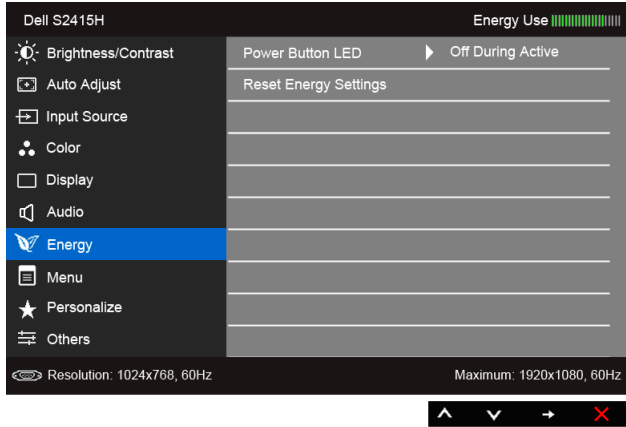 Dell S2415H
Energy Use
Brightness/Contrast
Auto Adjust
Input Source
Color
Display
Audio
Energy
Menu
Personalize
Others
Power Button LED
Off During Active
Reset Energy Settings
Resolution: 1024x768, 60Hz
Maximum: 1920x1080, 60Hz